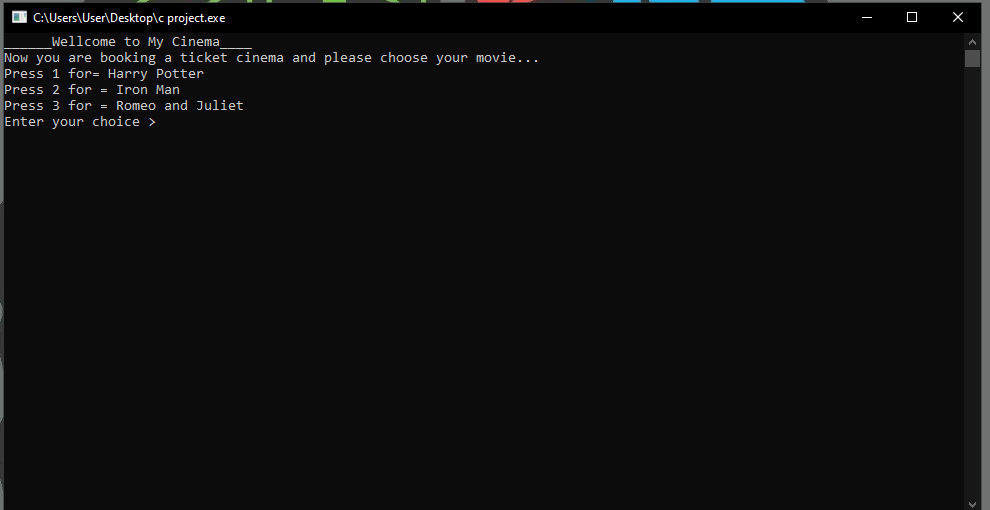 C:\Users\User\Desktop\c project.exe
______Wellcome to My Cinema____
Now you are booking a ticket cinema and please choose your movie...
Press 1 for= Harry Potter
Press 2 for = Iron Man
Press 3 for = Romeo and Juliet
Enter your choice >